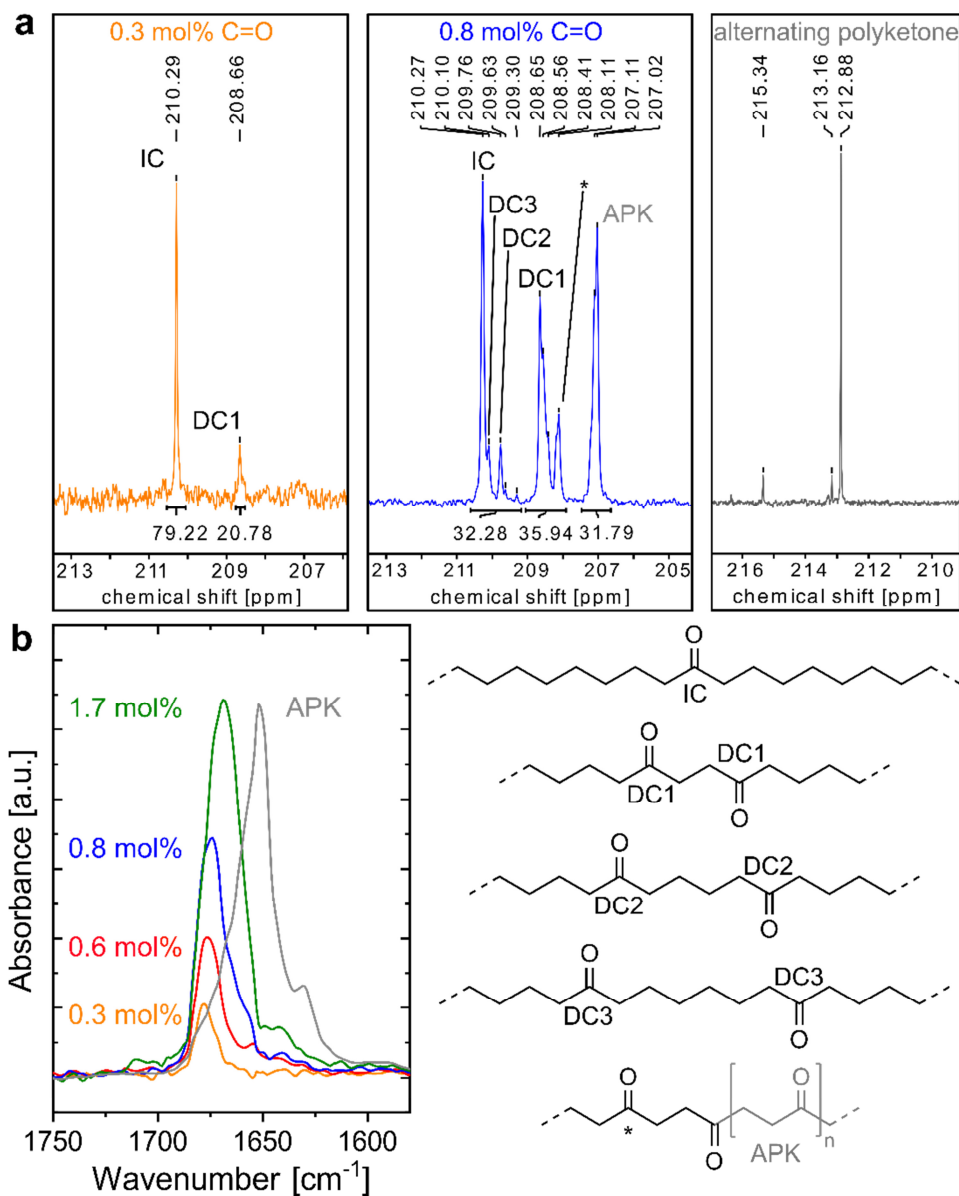 a
0.3 mol% C=O
210.29
208.66
IC
DC1
79.22 20.78
213 211 209 207
chemical shift [ppm]
0.8 mol% C=O
210.27
210.10
209.76
209.63
209.30
208.65
208.56
208.41
208.11
207.11
207.02
IC
DC3
DC2
DC1
*
APK
32.28 35.94 31.79
213 211 209 207 205
chemical shift [ppm]
alternating polyketone
215.34
213.16
212.88
216 214 212 210
chemical shift [ppm]
b
1.7 mol%
APK
0.8 mol%
0.6 mol%
0.3 mol%
Absorbance [a.u.]
1750 1700 1650 1600
Wavenumber [cm-1]
O
IC
O
DC1
DC1
O
O
DC2
DC2
O
O
DC3
DC3
O
O
*
O
O
APK
n